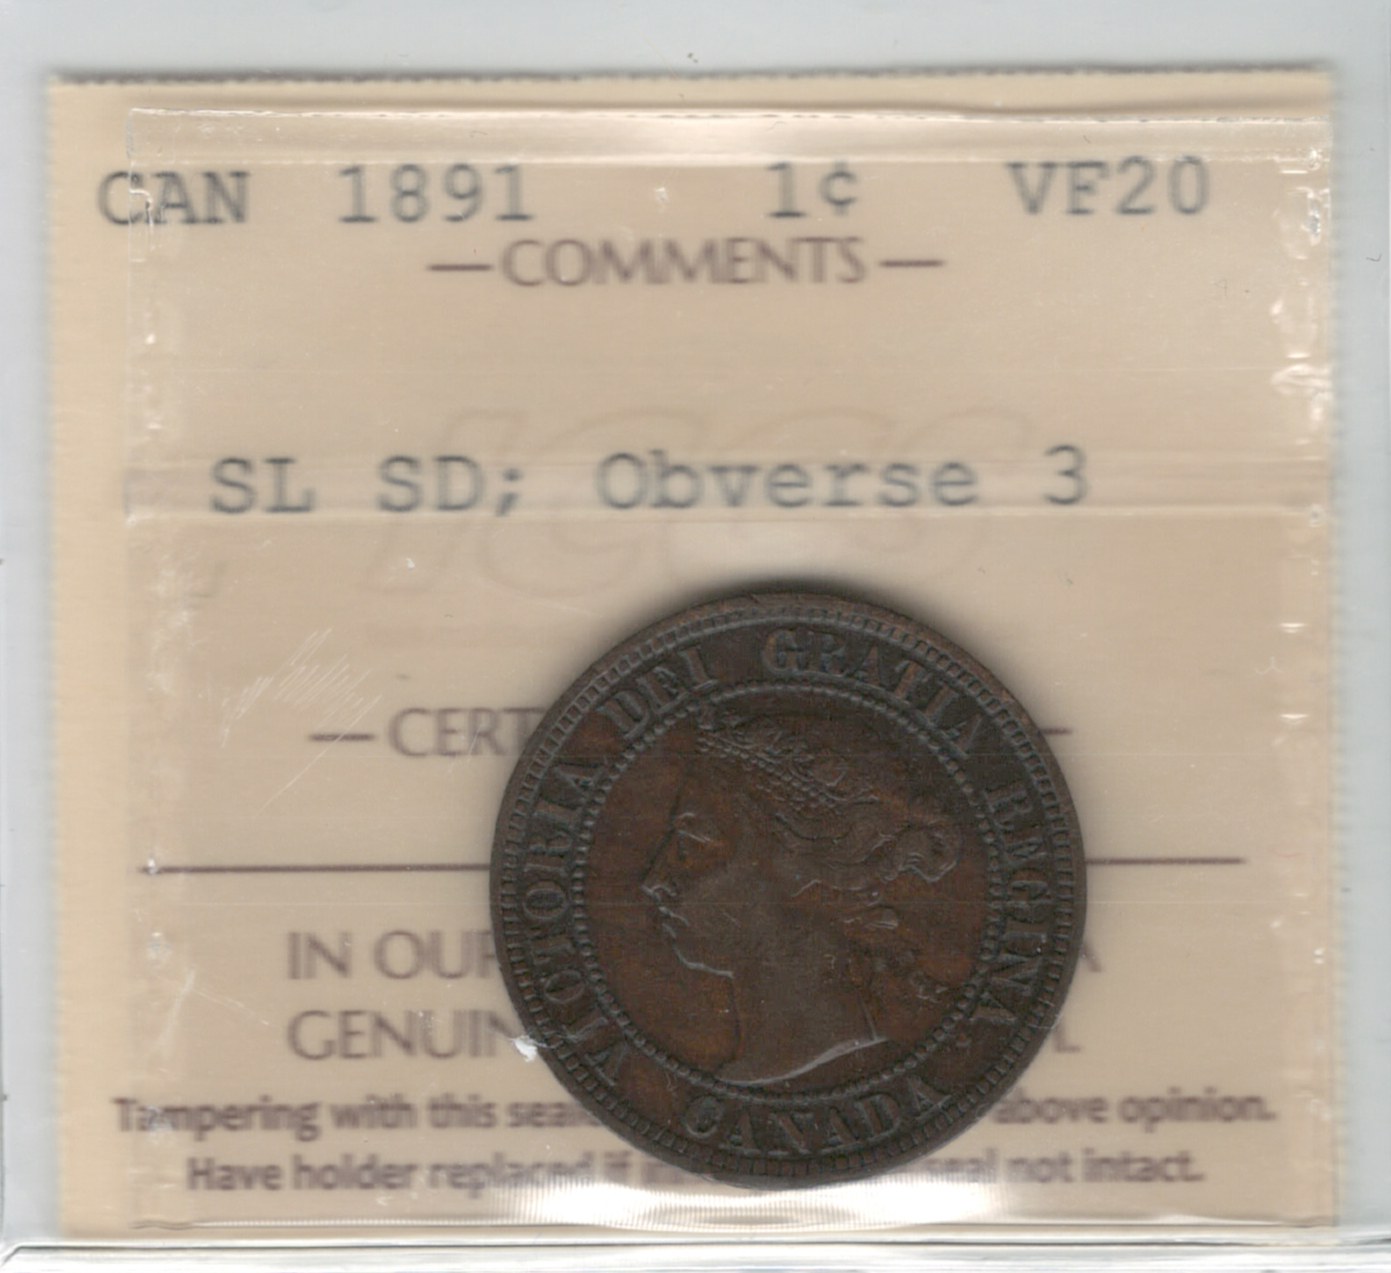 CAN 1891 1¢ VF20
— COMMENTS —
ICCS
SL SD; Obverse 3
— CERT —
IN OUR A
GENUIN L
Tampering with this seal above opinion.
Have holder replaced if seal not intact.
VICTORIA DEI GRATIA REGINA
CANADA